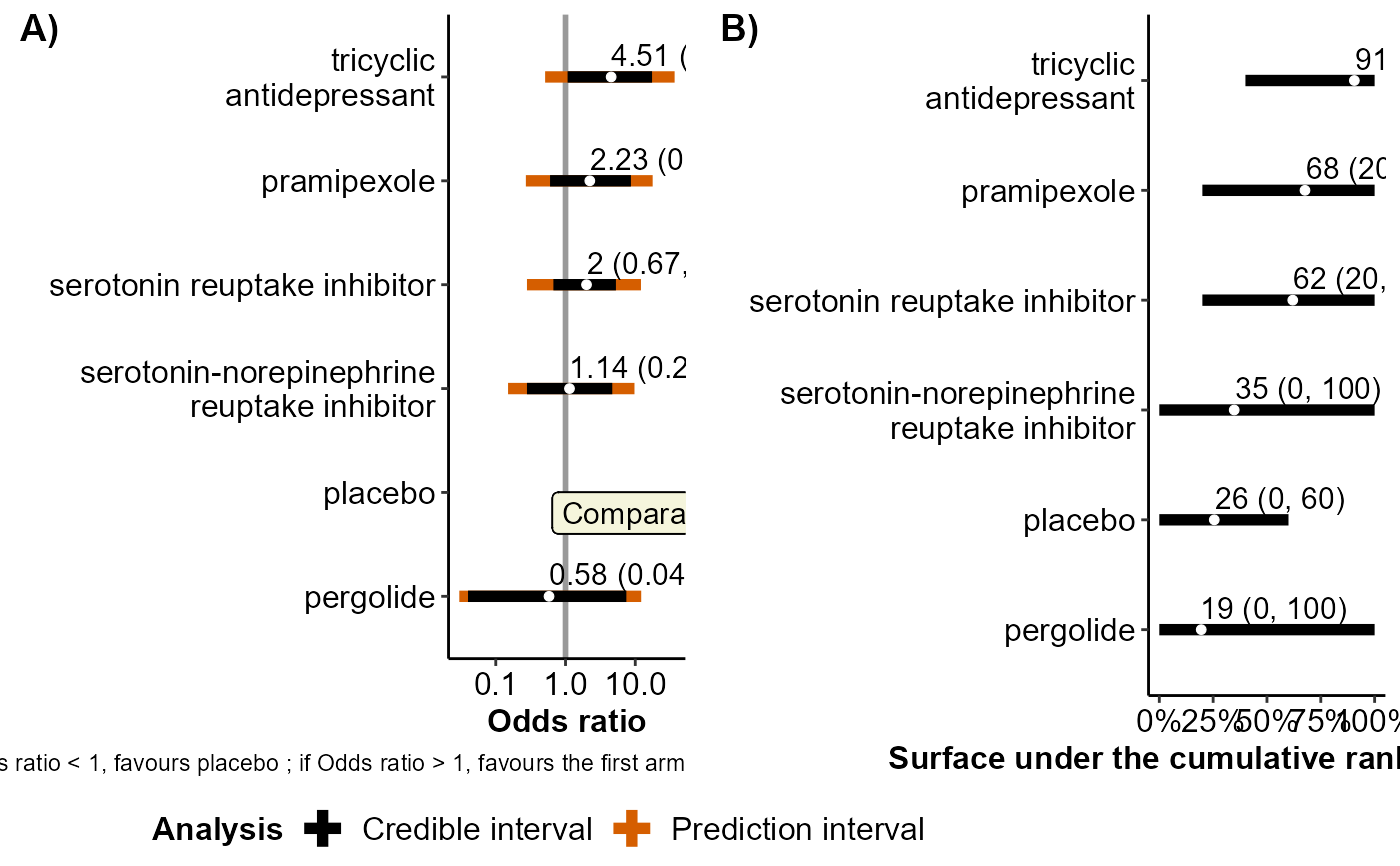 A)
tricyclic
antidepressant
4.51 (
pramipexole
2.23 (0
serotonin reuptake inhibitor
2 (0.67,
serotonin-norepinephrine
reuptake inhibitor
1.14 (0.2
placebo
Compara
pergolide
0.58 (0.04
0.1 1.0 10.0
Odds ratio
s ratio < 1, favours placebo ; if Odds ratio > 1, favours the first arm
B)
tricyclic
antidepressant
91
pramipexole
68 (20
serotonin reuptake inhibitor
62 (20,
serotonin-norepinephrine
reuptake inhibitor
35 (0, 100)
placebo
26 (0, 60)
pergolide
19 (0, 100)
0% 25% 50% 75% 100%
Surface under the cumulative ran
Analysis Credible interval Prediction interval